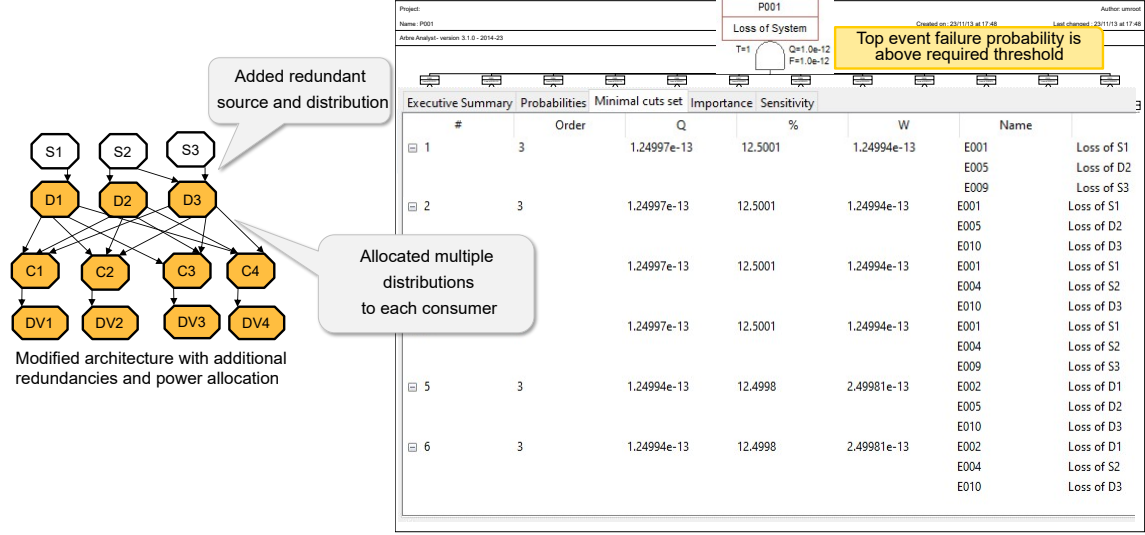 Added redundant
source and distribution
S1
S2
S3
D1
D2
D3
C1
C2
C3
C4
DV1
DV2
DV3
DV4
Allocated multiple
distributions
to each consumer
Modified architecture with additional
redundancies and power allocation
Project:
Author: umroot
Name : P001
Created on : 23/11/13 at 17:48
Last changed : 23/11/13 at 17:48
Arbre Analyst- version 3.1.0 - 2014-23
P001
Loss of System
T=1
Q=1.0e-12
F=1.0e-12
Top event failure probability is
above required threshold
Executive Summary Probabilities Minimal cuts set Importance Sensitivity
# Order Q % W Name
1 3 1.24997e-13 12.5001 1.24994e-13 E001 Loss of S1
E005 Loss of D2
E009 Loss of S3
2 3 1.24997e-13 12.5001 1.24994e-13 E001 Loss of S1
E005 Loss of D2
E010 Loss of D3
1.24997e-13 12.5001 1.24994e-13 E001 Loss of S1
E004 Loss of S2
E010 Loss of D3
1.24997e-13 12.5001 1.24994e-13 E001 Loss of S1
E004 Loss of S2
E009 Loss of S3
5 3 1.24994e-13 12.4998 2.49981e-13 E002 Loss of D1
E005 Loss of D2
E010 Loss of D3
6 3 1.24994e-13 12.4998 2.49981e-13 E002 Loss of D1
E004 Loss of S2
E010 Loss of D3